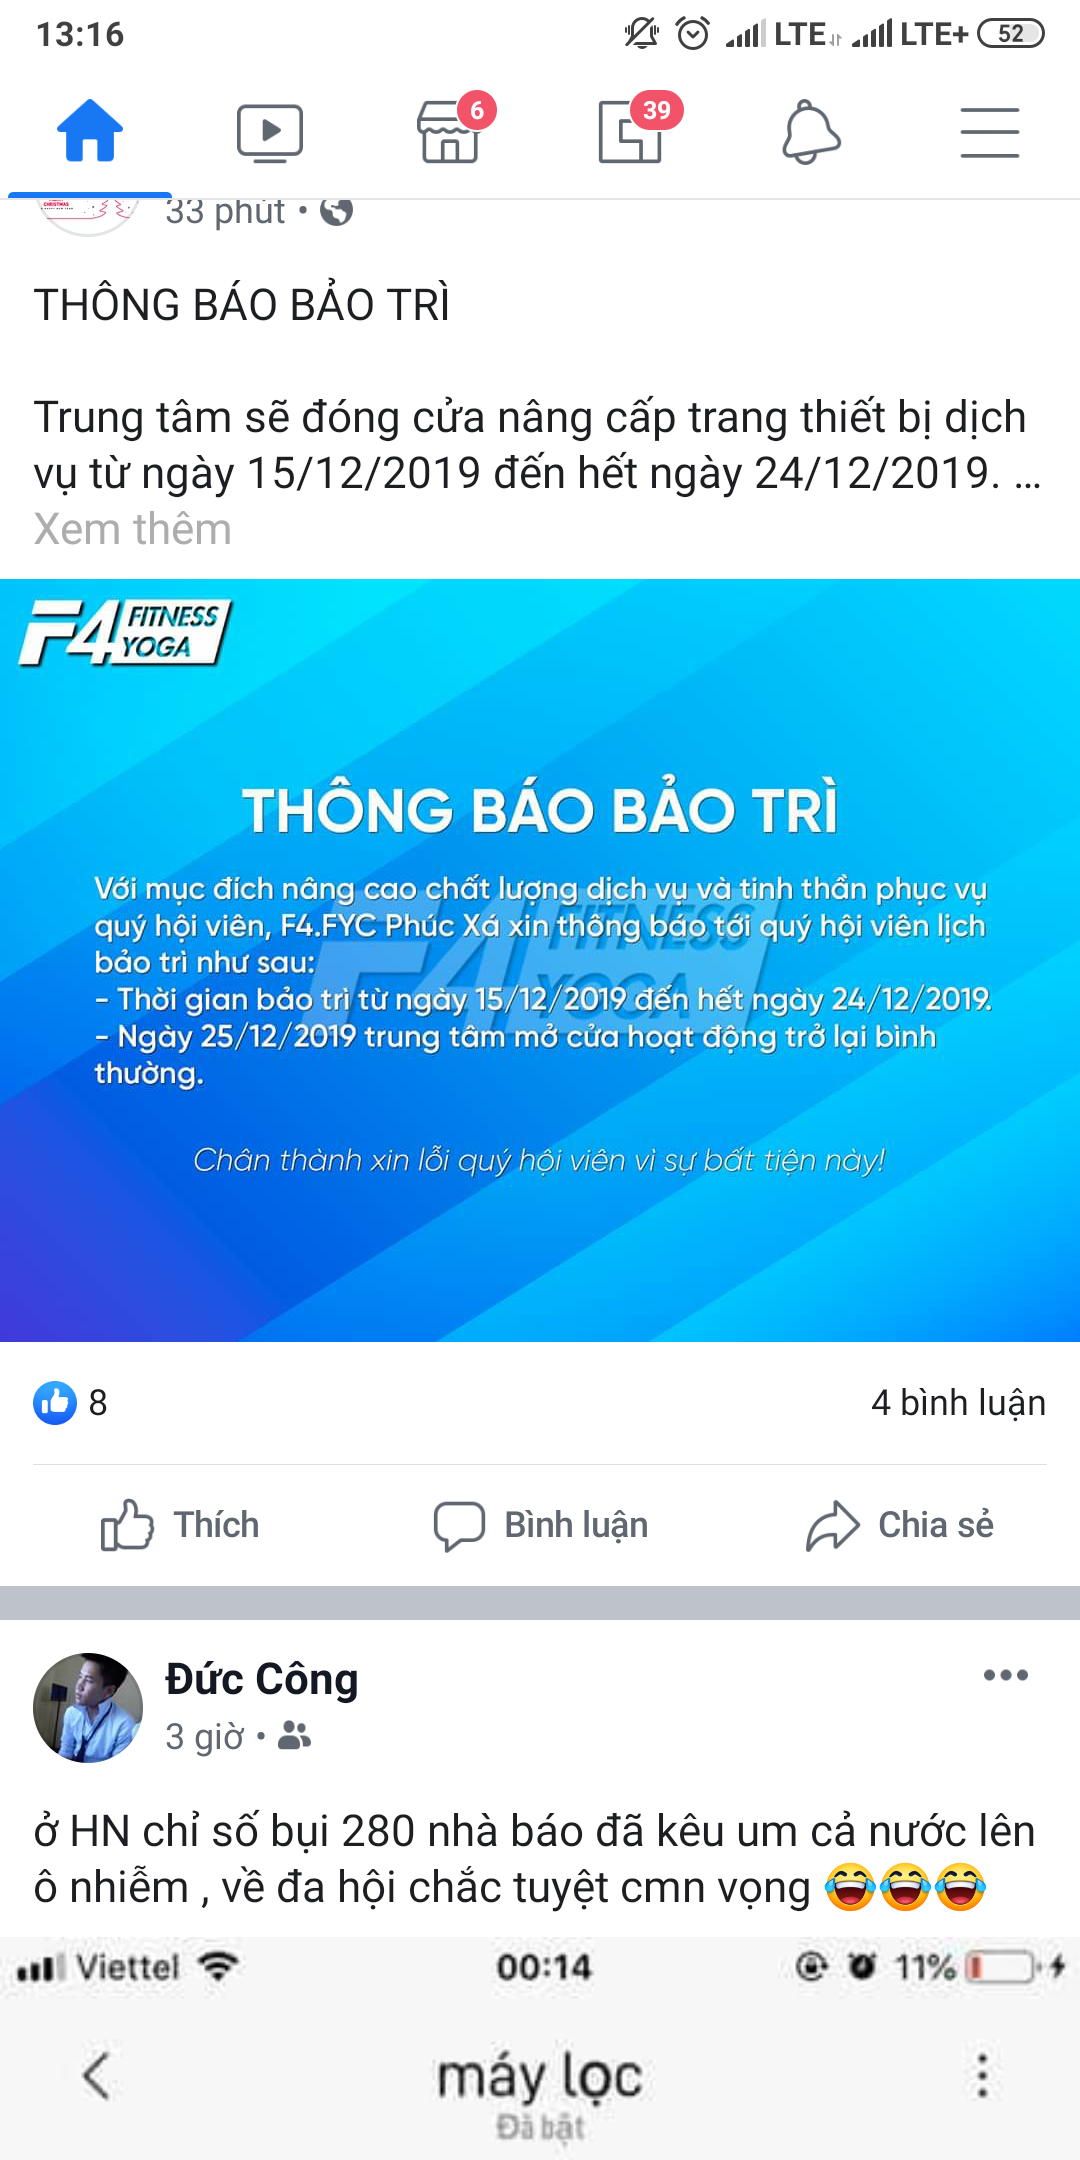 13:16
LTE
LTE+
52
6
39
CHRISTMAS
33 phút
THÔNG BÁO BẢO TRÌ
Trung tâm sẽ đóng cửa nâng cấp trang thiết bị dịch
vụ từ ngày 15/12/2019 đến hết ngày 24/12/2019. ...
Xem thêm
F4 FITNESS
YOGA
THÔNG BÁO BẢO TRÌ
Với mục đích nâng cao chất lượng dịch vụ và tinh thần phục vụ
quý hội viên, F4.FYC Phúc Xá xin thông báo tới quý hội viên lịch
bảo trì như sau:
- Thời gian bảo trì từ ngày 15/12/2019 đến hết ngày 24/12/2019.
- Ngày 25/12/2019 trung tâm mở cửa hoạt động trở lại bình
thường.
F4 FITNESS
YOGA
Chân thành xin lỗi quý hội viên vì sự bất tiện này!
8
4 bình luận
Thích
Bình luận
Chia sẻ
Đức Công
3 giờ
ở HN chỉ số bụi 280 nhà báo đã kêu um cả nước lên
ô nhiễm , về đa hội chắc tuyệt cmn vọng 😂😂😂
Viettel
00:14
11%
máy lọc
Đã bật